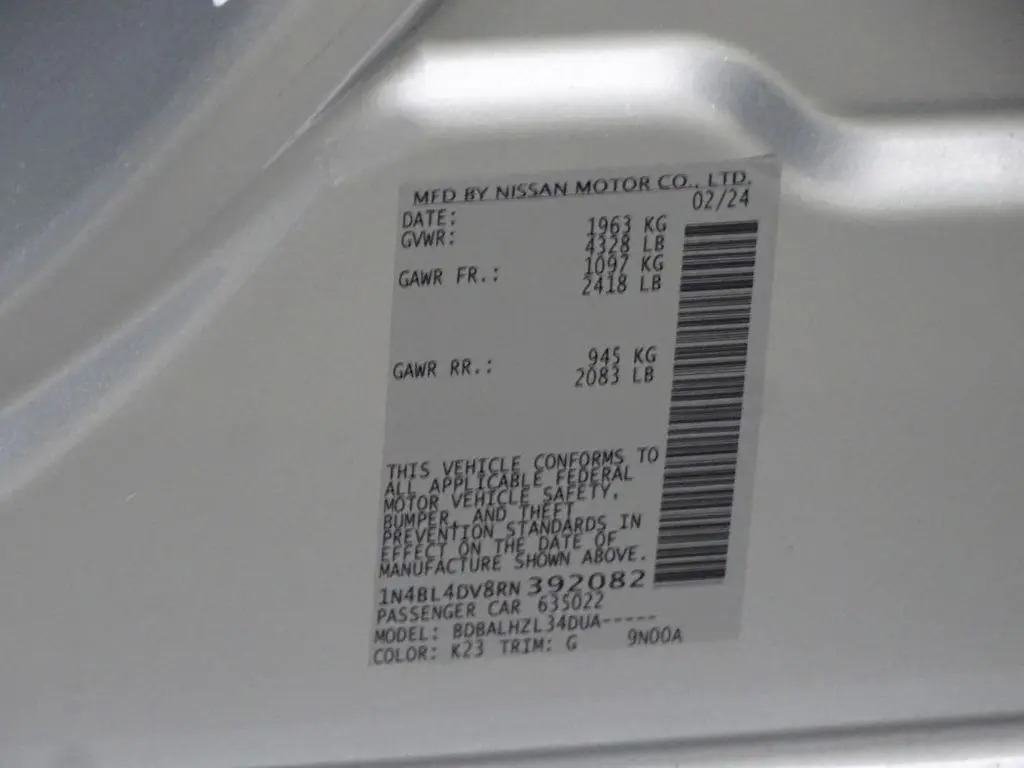 MFD BY NISSAN MOTOR CO., LTD.
DATE: 02/24
GVWR: 1963 KG
4328 LB
GAWR FR.: 1097 KG
2418 LB
GAWR RR.: 945 KG
2083 LB
THIS VEHICLE CONFORMS TO
ALL APPLICABLE FEDERAL
MOTOR VEHICLE SAFETY,
BUMPER, AND THEFT
PREVENTION STANDARDS IN
EFFECT ON THE DATE OF
MANUFACTURE SHOWN ABOVE.
1N4BL4DV8RN392082
PASSENGER CAR 635022
MODEL: BDBALHZL34DUA-----
COLOR: K23 TRIM: G 9N00A